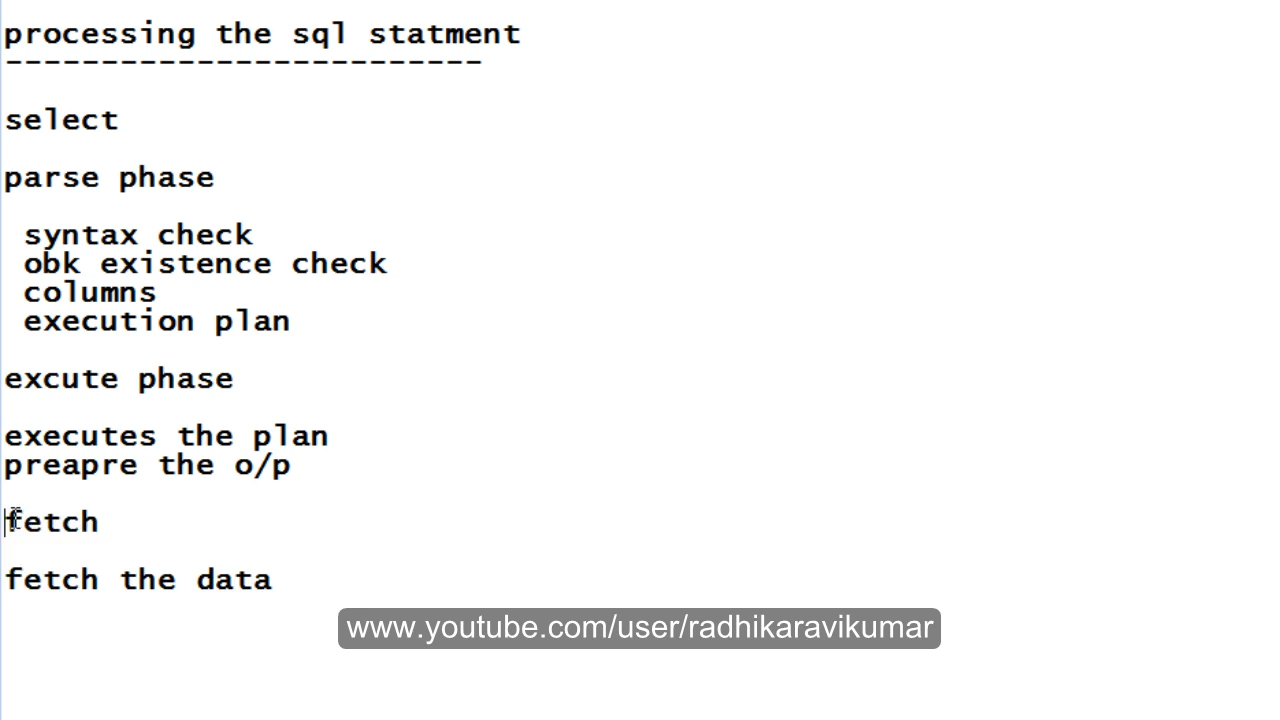 processing the sql statment
-------------------------
select
parse phase
syntax check
obk existence check
columns
execution plan
excute phase
executes the plan
preapre the o/p
fetch
fetch the data
www.youtube.com/user/radhikaravikumar